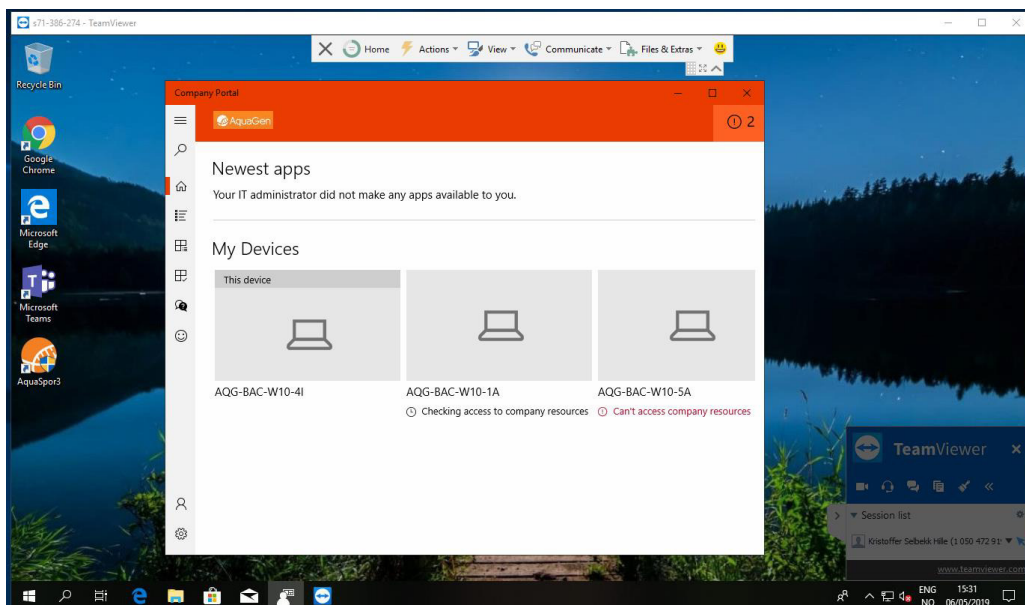 s71-386-274 - TeamViewer
Home Actions View Communicate Files & Extras
Recycle Bin
Google
Chrome
Microsoft
Edge
Microsoft
Teams
AquaSpor3
Company Portal
AquaGen
2
Newest apps
Your IT administrator did not make any apps available to you.
My Devices
This device
AQG-BAC-W10-4I
AQG-BAC-W10-1A
Checking access to company resources
AQG-BAC-W10-5A
Can't access company resources
TeamViewer
Session list
Kristoffer Selbekk Hille (1 050 472 91
www.teamviewer.com
ENG
NO
15:31
06/05/2019